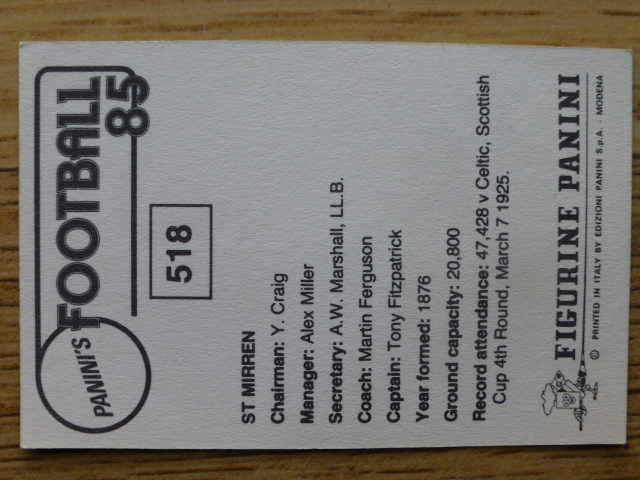 PANINI'S
FOOTBALL
85
518
ST MIRREN
Chairman: Y. Craig
Manager: Alex Miller
Secretary: A.W. Marshall, LL.B.
Coach: Martin Ferguson
Captain: Tony Fitzpatrick
Year formed: 1876
Ground capacity: 20,800
Record attendance: 47,428 v Celtic, Scottish
Cup 4th Round, March 7 1925.
FIGURINE PANINI
© PRINTED IN ITALY BY EDIZIONI PANINI S.p.A. - MODENA